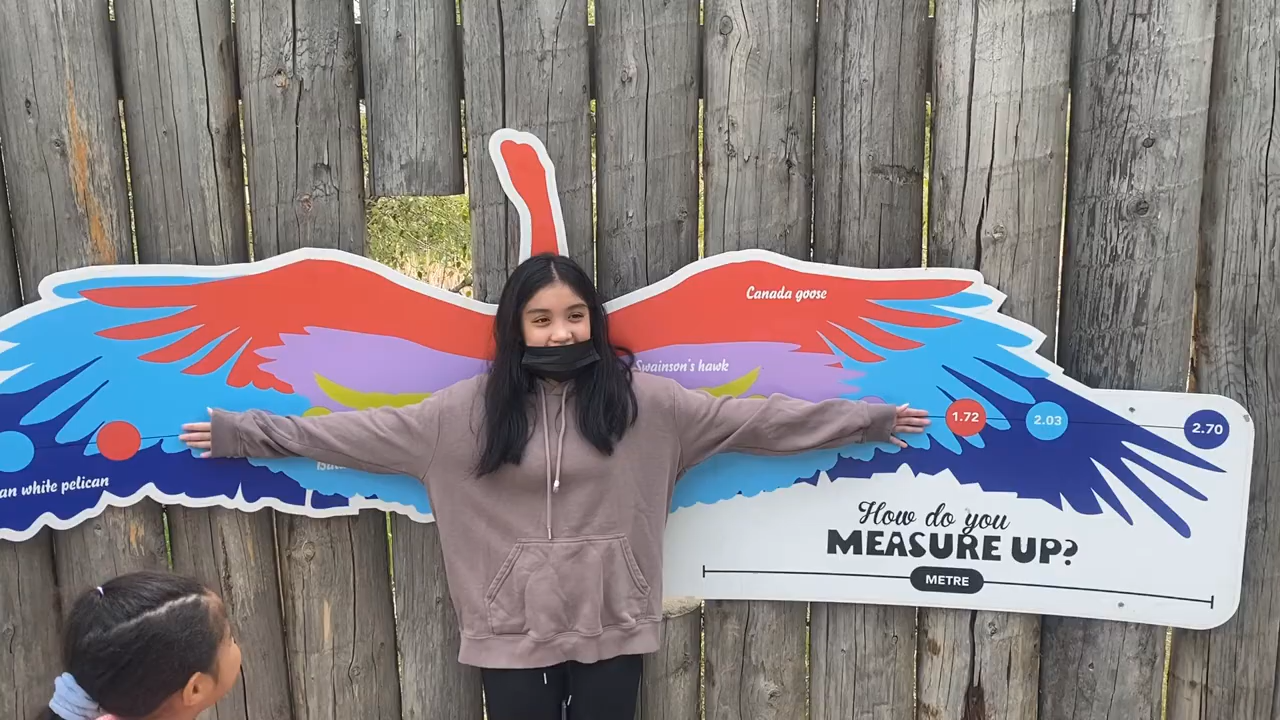 Canada goose
Swainson's hawk
1.72
2.03
2.70
an white pelican
How do you
MEASURE UP?
METRE